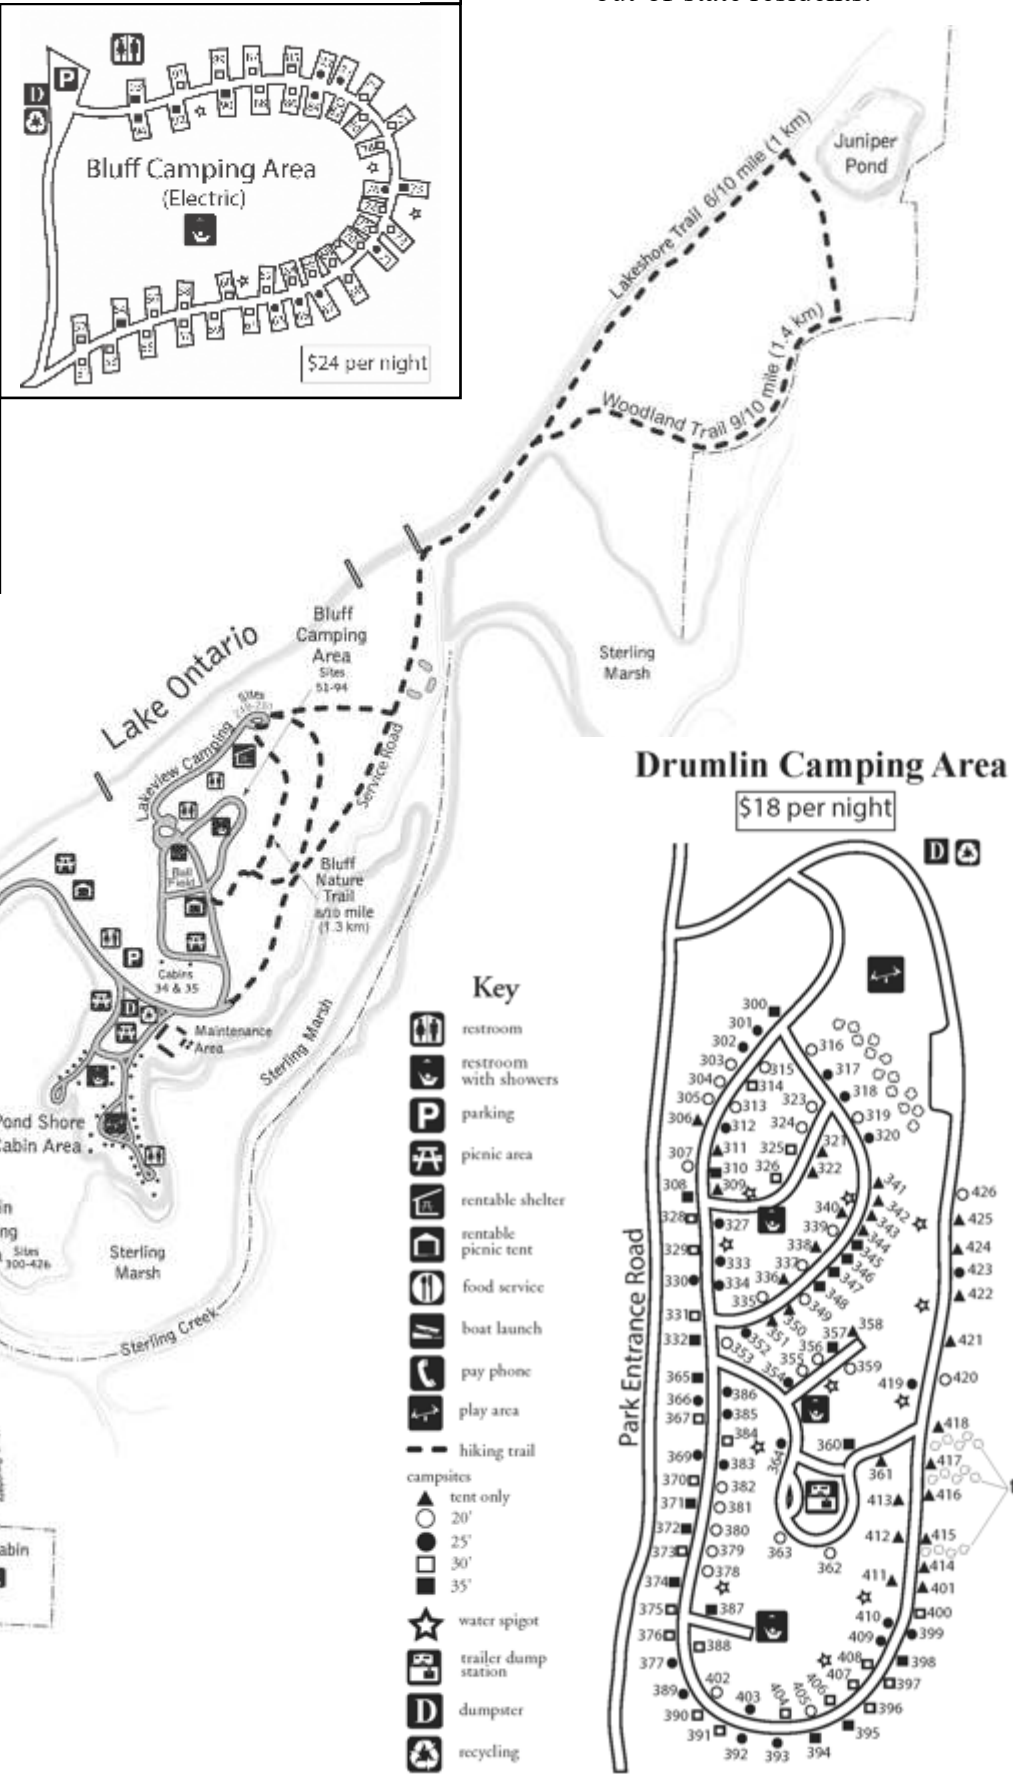 Bluff Camping Area
(Electric)
$24 per night
P
D
Juniper
Pond
Lakeshore Trail 6/10 mile (1 km)
Woodland Trail 9/10 mile (1.4 km)
Lake Ontario
Bluff
Camping
Area
Sites
51-94
Sites
Lakeview Camping
Service Road
Sterling
Marsh
Ball
Field
Bluff
Nature
Trail
8/10 mile
(1.3 km)
P
Cabins
34 & 35
D
Maintenance
Area
Sterling Marsh
Pond Shore
Cabin Area
Sites
300-426
Sterling
Marsh
Sterling Creek
Key
restroom
restroom
with showers
P
parking
picnic area
rentable shelter
rentable
picnic tent
food service
boat launch
pay phone
play area
hiking trail
campsites
tent only
20'
25'
30'
35'
water spigot
trailer dump
station
D
dumpster
recycling
Drumlin Camping Area
$18 per night
D
Park Entrance Road
300
301
302
303
304
305
306
307
308
316
315
314
313
312
311
310
309
317
318
319
320
323
324
325
326
321
322
328
327
329
330
331
332
333
334
335
336
337
338
339
340
341
342
343
344
345
346
347
348
349
350
351
352
353
354
355
356
357
358
359
360
361
362
363
364
365
366
367
369
370
371
372
373
374
375
376
377
386
385
384
383
382
381
380
379
378
387
388
389
390
391
392
393
394
395
396
397
398
399
400
401
402
403
404
405
406
407
408
409
410
411
412
413
414
415
416
417
418
419
420
421
422
423
424
425
426